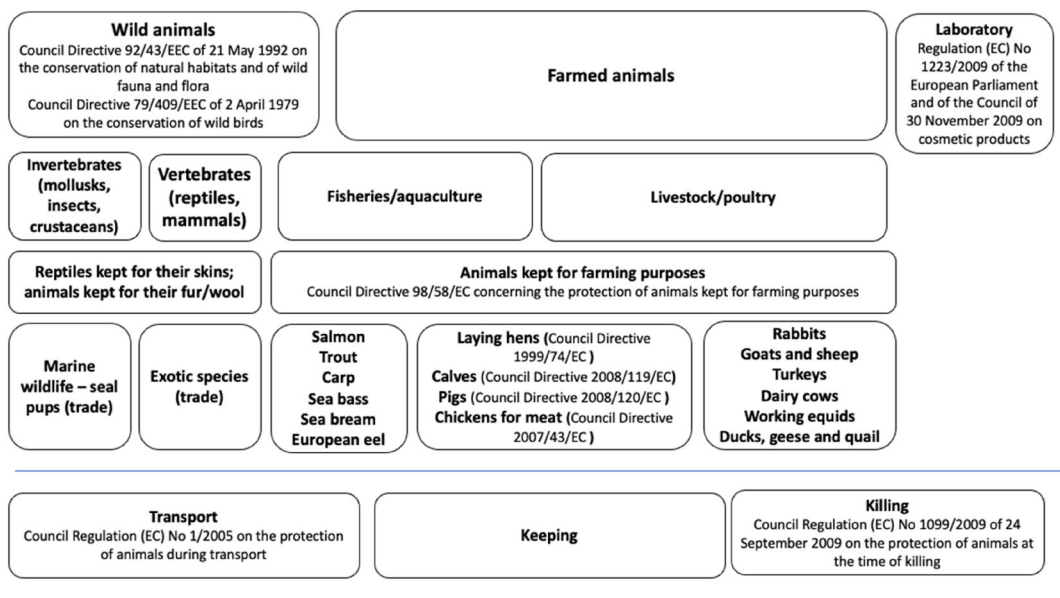 Wild animals
Council Directive 92/43/EEC of 21 May 1992 on
the conservation of natural habitats and of wild
fauna and flora
Council Directive 79/409/EEC of 2 April 1979
on the conservation of wild birds
Farmed animals
Laboratory
Regulation (EC) No
1223/2009 of the
European Parliament
and of the Council of
30 November 2009 on
cosmetic products
Invertebrates
(mollusks,
insects,
crustaceans)
Vertebrates
(reptiles,
mammals)
Fisheries/aquaculture
Livestock/poultry
Reptiles kept for their skins;
animals kept for their fur/wool
Animals kept for farming purposes
Council Directive 98/58/EC concerning the protection of animals kept for farming purposes
Marine
wildlife – seal
pups (trade)
Exotic species
(trade)
Salmon
Trout
Carp
Sea bass
Sea bream
European eel
Laying hens (Council Directive
1999/74/EC )
Calves (Council Directive 2008/119/EC)
Pigs (Council Directive 2008/120/EC )
Chickens for meat (Council Directive
2007/43/EC )
Rabbits
Goats and sheep
Turkeys
Dairy cows
Working equids
Ducks, geese and quail
Transport
Council Regulation (EC) No 1/2005 on the protection
of animals during transport
Keeping
Killing
Council Regulation (EC) No 1099/2009 of 24
September 2009 on the protection of animals at
the time of killing